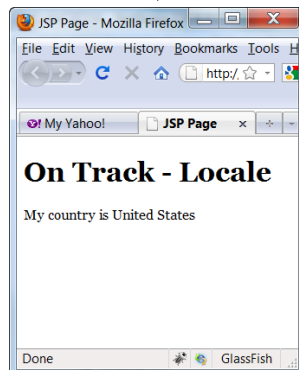 JSP Page - Mozilla Firefox
File Edit View History Bookmarks Tools H
http:/
My Yahoo! JSP Page
On Track - Locale
My country is United States
Done GlassFish